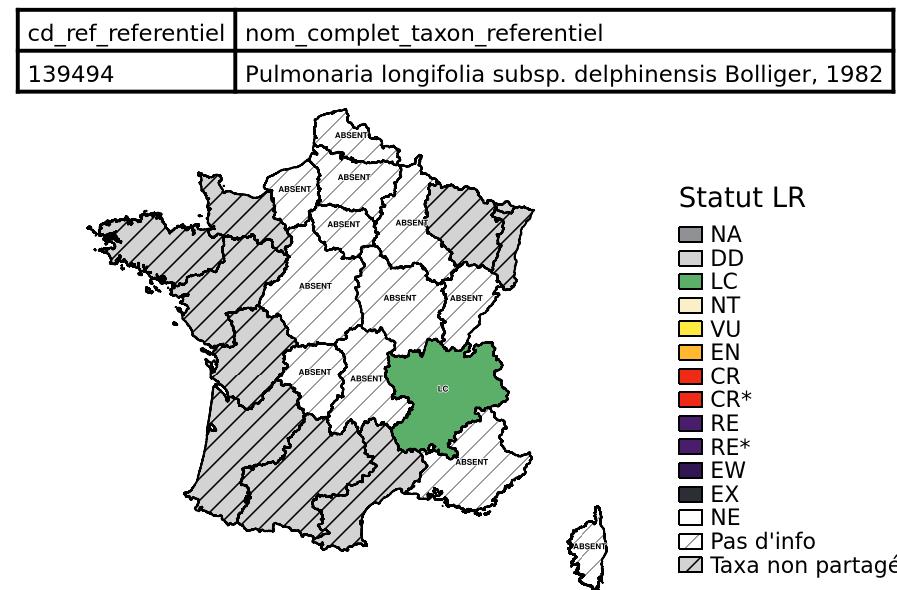 cd_ref_referentiel nom_complet_taxon_referentiel
139494 Pulmonaria longifolia subsp. delphinensis Bolliger, 1982
ABSENT
ABSENT
ABSENT
ABSENT
ABSENT
ABSENT
ABSENT
ABSENT
ABSENT
ABSENT
LC
ABSENT
ABSENT
Statut LR
NA
DD
LC
NT
VU
EN
CR
CR*
RE
RE*
EW
EX
NE
Pas d'info
Taxa non partagé